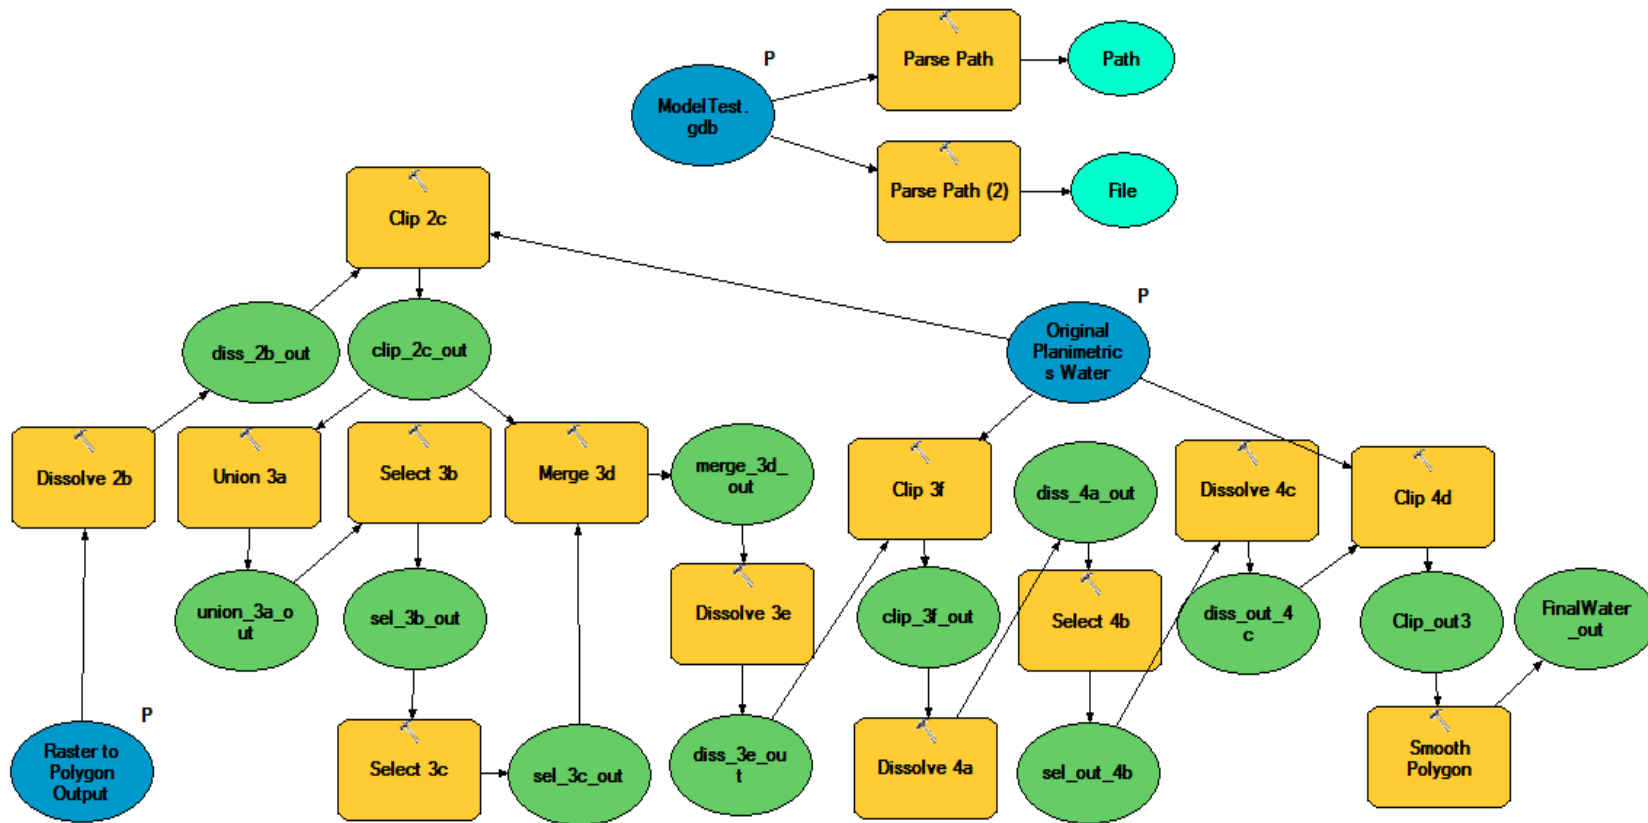 P
Parse Path
Path
ModelTest.
gdb
Parse Path (2)
File
Clip 2c
P
diss_2b_out
clip_2c_out
Original
Planimetric
s Water
Dissolve 2b
Union 3a
Select 3b
Merge 3d
merge_3d_
out
Clip 3f
diss_4a_out
Dissolve 4c
Clip 4d
union_3a_o
ut
sel_3b_out
Dissolve 3e
clip_3f_out
Select 4b
diss_out_4
c
Clip_out3
FinalWater
_out
P
Raster to
Polygon
Output
Select 3c
sel_3c_out
diss_3e_ou
t
Dissolve 4a
sel_out_4b
Smooth
Polygon